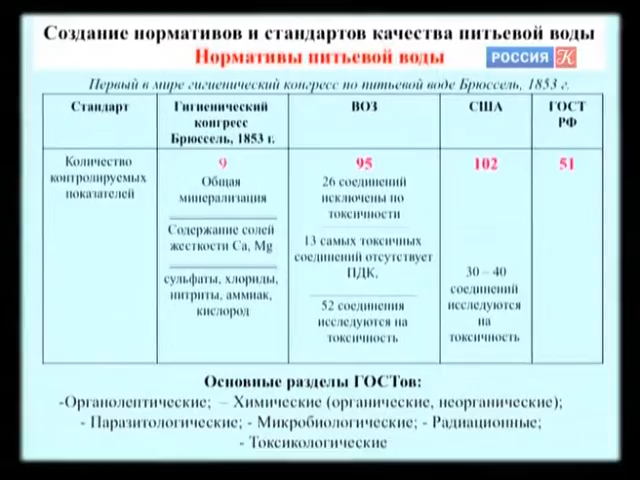 Создание нормативов и стандартов качества питьевой воды
Нормативы питьевой воды
РОССИЯ К
Первый в мире гигиенический конгресс по питьевой воде Брюссель, 1853 г.
Стандарт
Гигиенический
конгресс
Брюссель, 1853 г.
ВОЗ
США
ГОСТ
РФ
Количество
контролируемых
показателей
9
Общая
минерализация
Содержание солей
жесткости Ca, Mg
сульфаты, хлориды,
нитриты, аммиак,
кислород
95
26 соединений
исключены по
токсичности
13 самых токсичных
соединений отсутствует
ПДК.
52 соединения
исследуются на
токсичность
102
30 – 40
соединений
исследуются
на
токсичность
51
Основные разделы ГОСТов:
-Органолептические; – Химические (органические, неорганические);
- Паразитологические; - Микробиологические; - Радиационные;
- Токсикологические